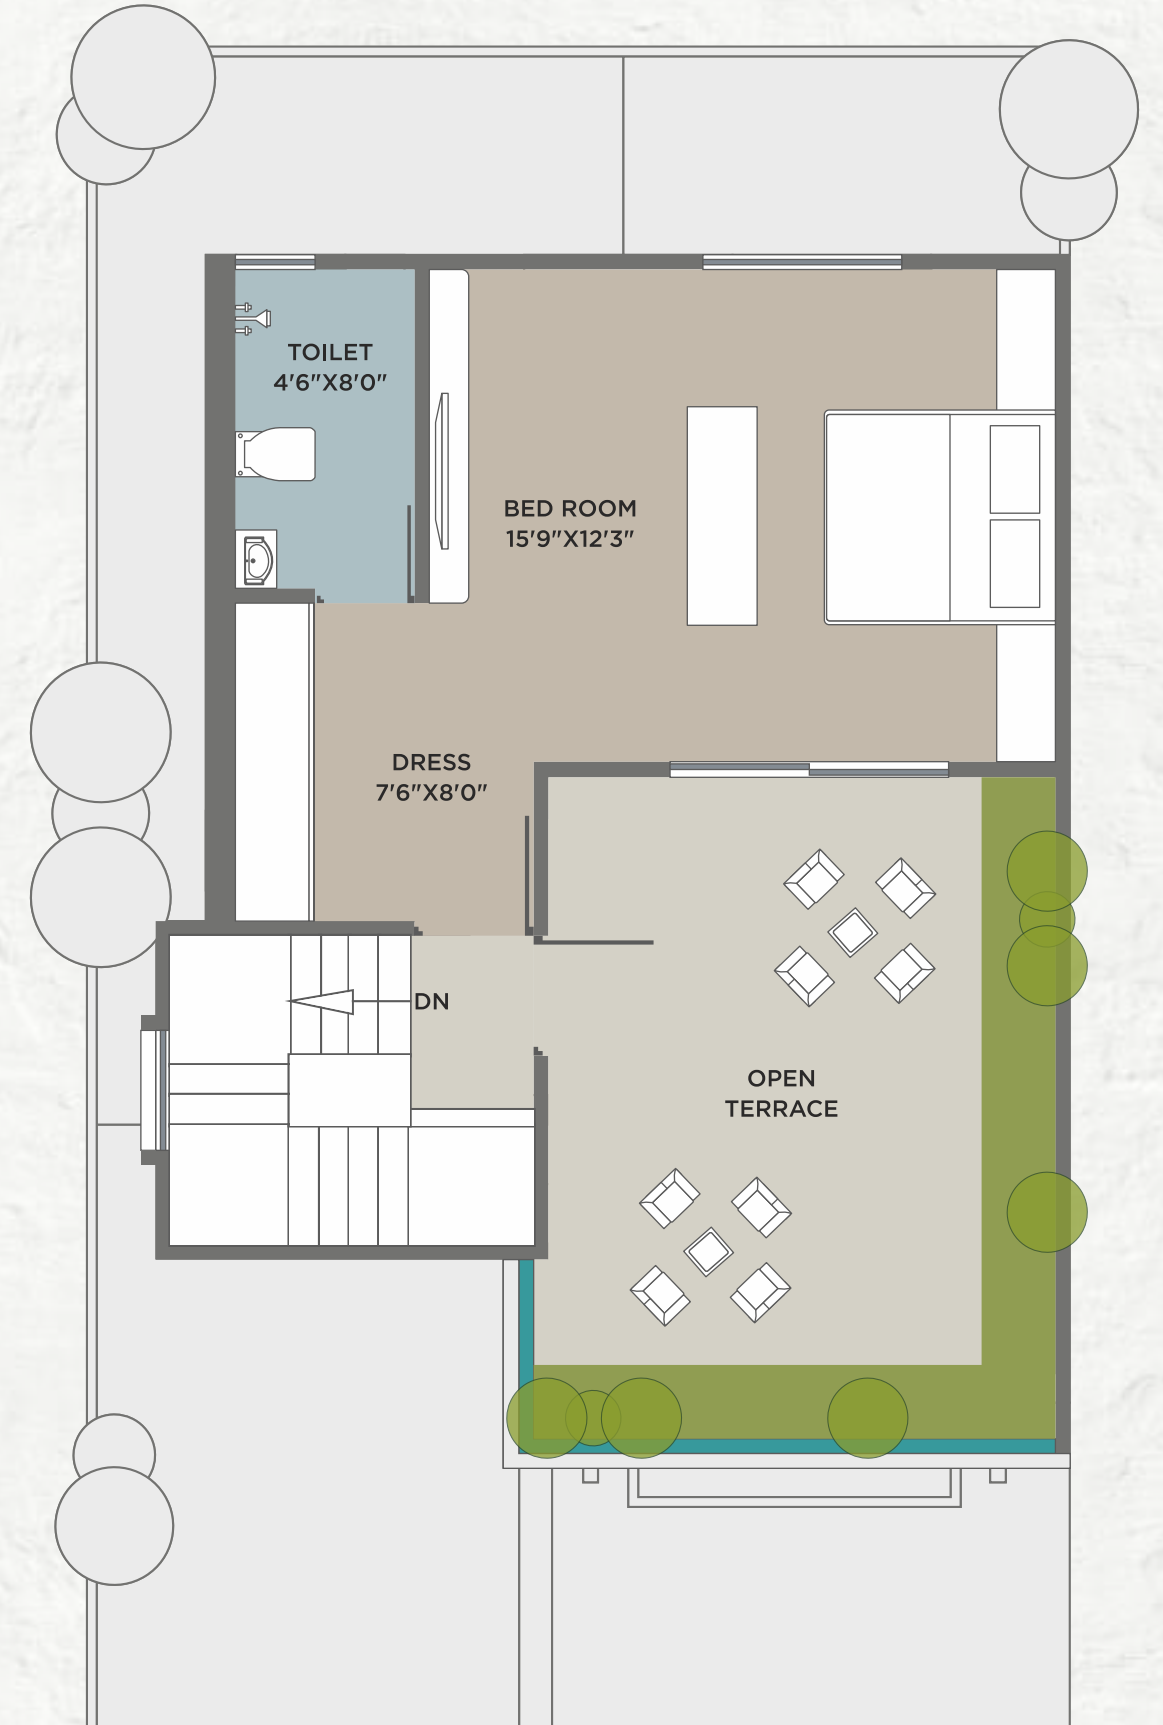 TOILET
4'6"X8'0"
BED ROOM
15'9"X12'3"
DRESS
7'6"X8'0"
DN
OPEN
TERRACE